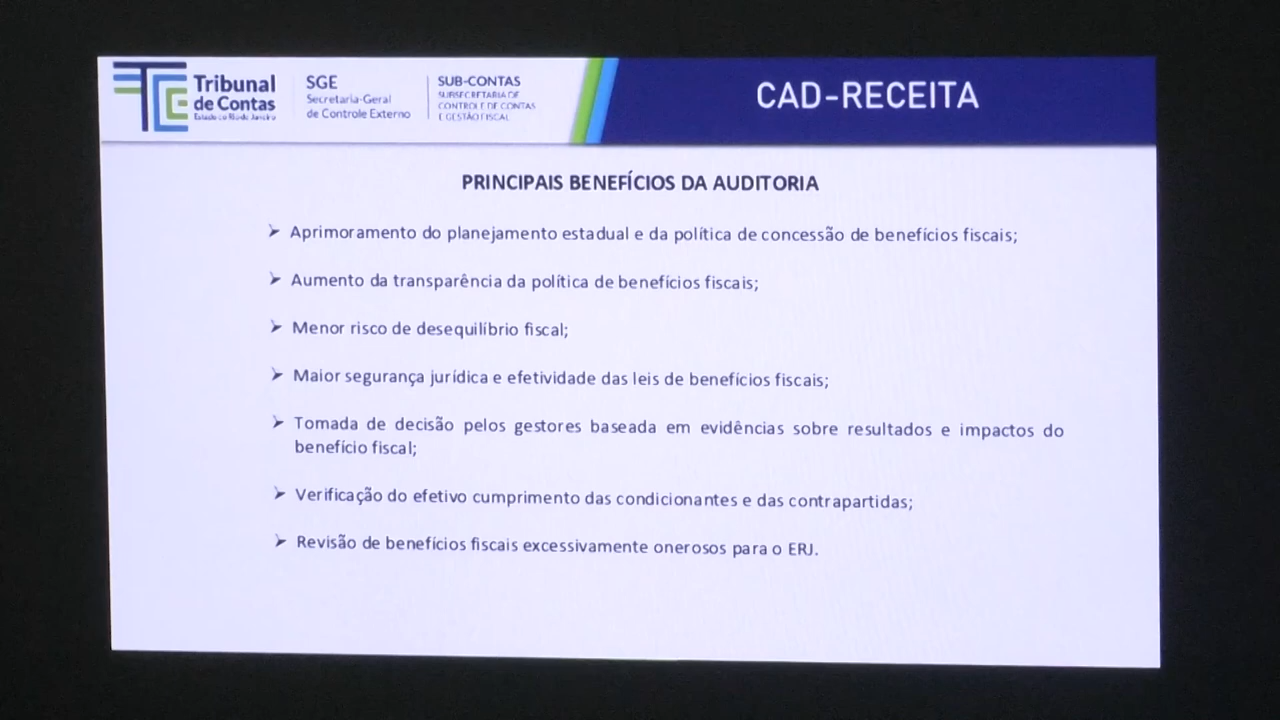 Tribunal
de Contas
Estado do Rio de Janeiro
SGE
Secretaria-Geral
de Controle Externo
SUB-CONTAS
SUBSECRETARIA DE
CONTROLE DE CONTAS
E GESTÃO FISCAL
CAD-RECEITA
PRINCIPAIS BENEFÍCIOS DA AUDITORIA
➤ Aprimoramento do planejamento estadual e da política de concessão de benefícios fiscais;
➤ Aumento da transparência da política de benefícios fiscais;
➤ Menor risco de desequilíbrio fiscal;
➤ Maior segurança jurídica e efetividade das leis de benefícios fiscais;
➤ Tomada de decisão pelos gestores baseada em evidências sobre resultados e impactos do
benefício fiscal;
➤ Verificação do efetivo cumprimento das condicionantes e das contrapartidas;
➤ Revisão de benefícios fiscais excessivamente onerosos para o ERJ.